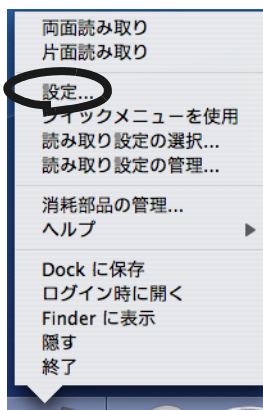 両面読み取り
片面読み取り
設定...
クイックメニューを使用
読み取り設定の選択...
読み取り設定の管理...
消耗部品の管理...
ヘルプ
Dock に保存
ログイン時に開く
Finder に表示
隠す
終了